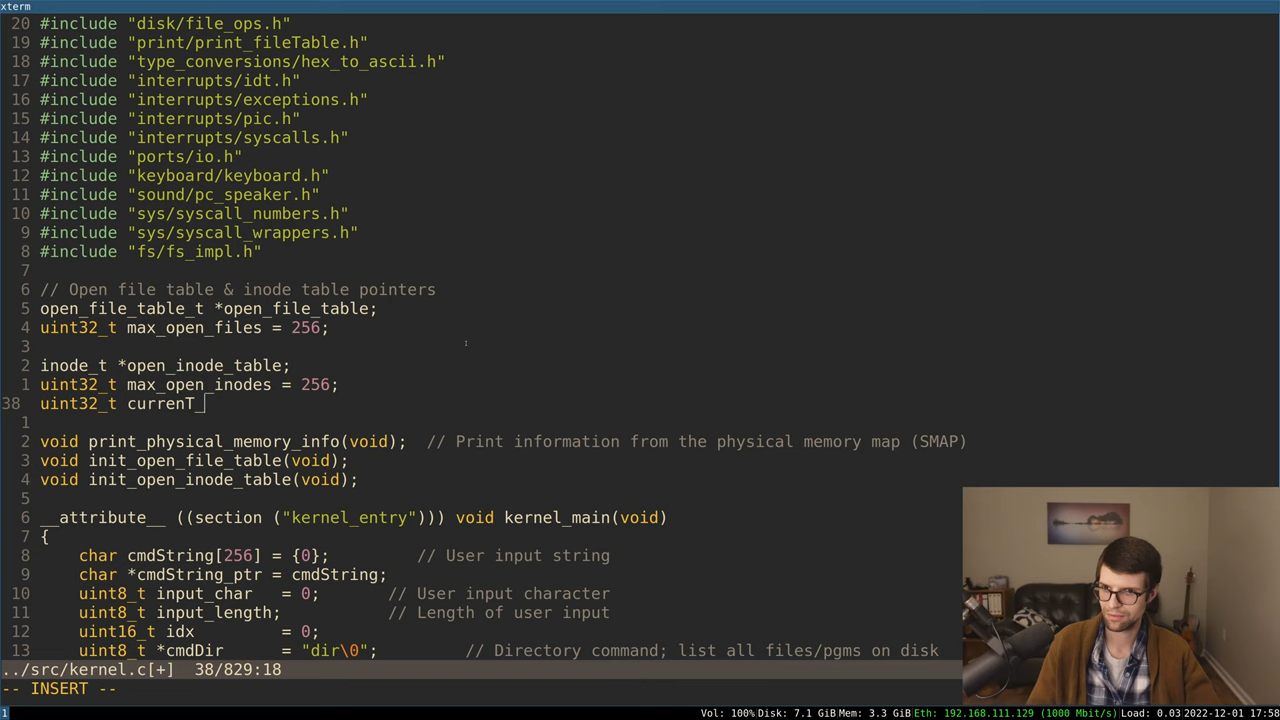 xterm
20 #include "disk/file_ops.h"
19 #include "print/print_fileTable.h"
18 #include "type_conversions/hex_to_ascii.h"
17 #include "interrupts/idt.h"
16 #include "interrupts/exceptions.h"
15 #include "interrupts/pic.h"
14 #include "interrupts/syscalls.h"
13 #include "ports/io.h"
12 #include "keyboard/keyboard.h"
11 #include "sound/pc_speaker.h"
10 #include "sys/syscall_numbers.h"
9 #include "sys/syscall_wrappers.h"
8 #include "fs/fs_impl.h"
7
6 // Open file table & inode table pointers
5 open_file_table_t *open_file_table;
4 uint32_t max_open_files = 256;
3
2 inode_t *open_inode_table;
1 uint32_t max_open_inodes = 256;
38 uint32_t currenT_
1
2 void print_physical_memory_info(void);  // Print information from the physical memory map (SMAP)
3 void init_open_file_table(void);
4 void init_open_inode_table(void);
5
6 __attribute__ ((section ("kernel_entry"))) void kernel_main(void)
7 {
8     char cmdString[256] = {0};         // User input string
9     char *cmdString_ptr = cmdString;
10     uint8_t input_char   = 0;       // User input character
11     uint8_t input_length;           // Length of user input
12     uint16_t idx         = 0;
13     uint8_t *cmdDir      = "dir\0";         // Directory command; list all files/pgms on disk
../src/kernel.c[+]  38/829:18
-- INSERT --
1 Vol: 100% Disk: 7.1 GiB Mem: 3.3 GiB Eth: 192.168.111.129 (1000 Mbit/s) Load: 0.03 2022-12-01 17:58